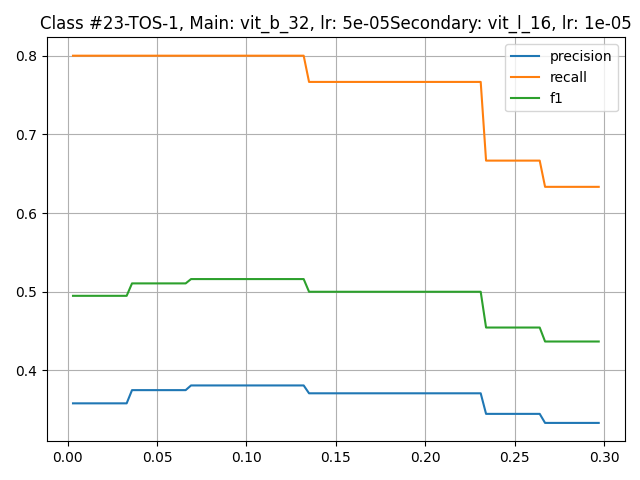 Class #23-TOS-1, Main: vit_b_32, lr: 5e-05Secondary: vit_l_16, lr: 1e-05
precision
recall
f1
0.8
0.7
0.6
0.5
0.4
0.00 0.05 0.10 0.15 0.20 0.25 0.30